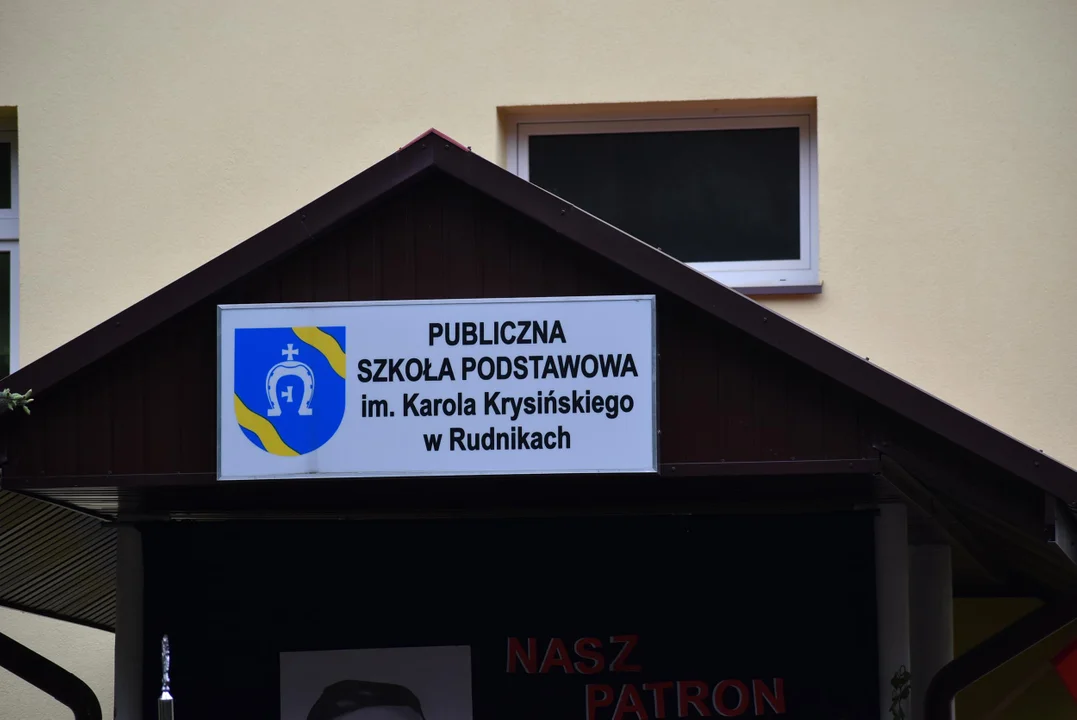 PUBLICZNA
SZKOŁA PODSTAWOWA
im. Karola Krysińskiego
w Rudnikach
NASZ
PATRON